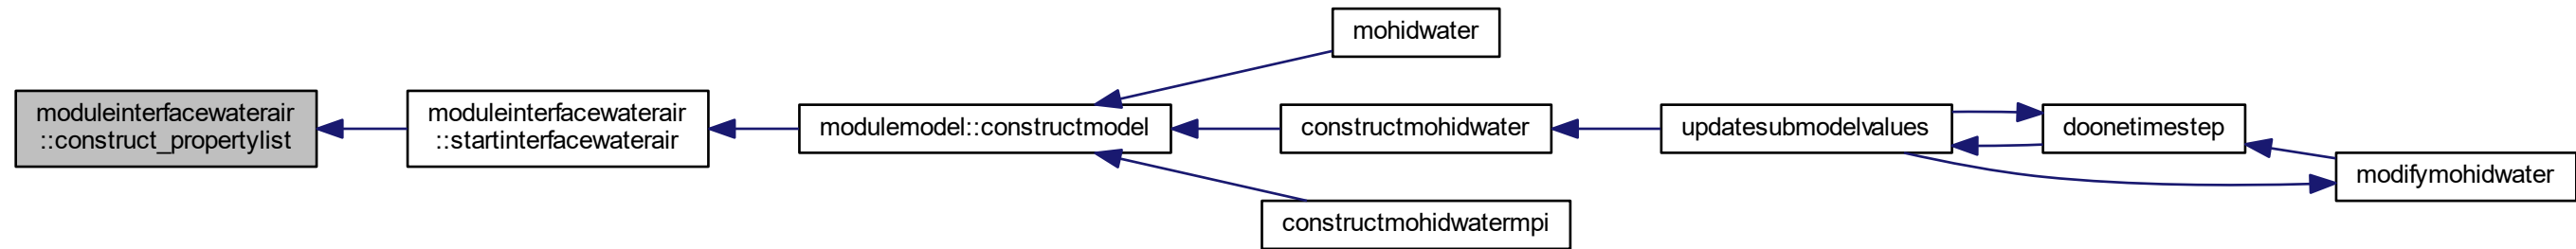 moduleinterfacewaterair
::construct_propertylist
moduleinterfacewaterair
::startinterfacewaterair
modulemodel::constructmodel
mohidwater
constructmohidwater
constructmohidwatermpi
updatesubmodelvalues
doonetimestep
modifymohidwater